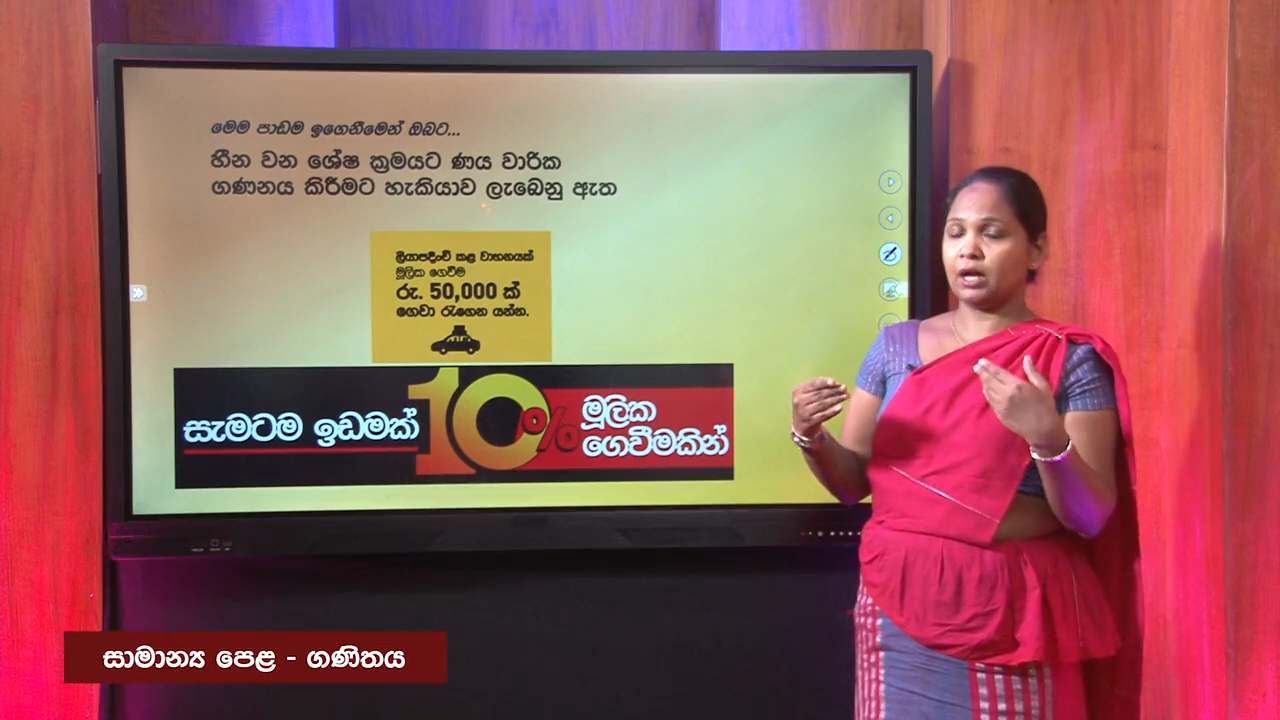 මෙම පාඩම ඉගෙනීමෙන් ඔබට...
හීන වන ශේෂ ක්‍රමයට ණය වාරික
ගණනය කිරීමට හැකියාව ලැබෙනු ඇත
ලියාපදිංචි කළ වාහනයක්
මූලික ගෙවීම
රු. 50,000 ක්
ගෙවා රැගෙන යන්න.
සැමටම ඉඩමක් 10% මූලික
ගෙවීමකින්
සාමාන්‍ය පෙළ - ගණිතය